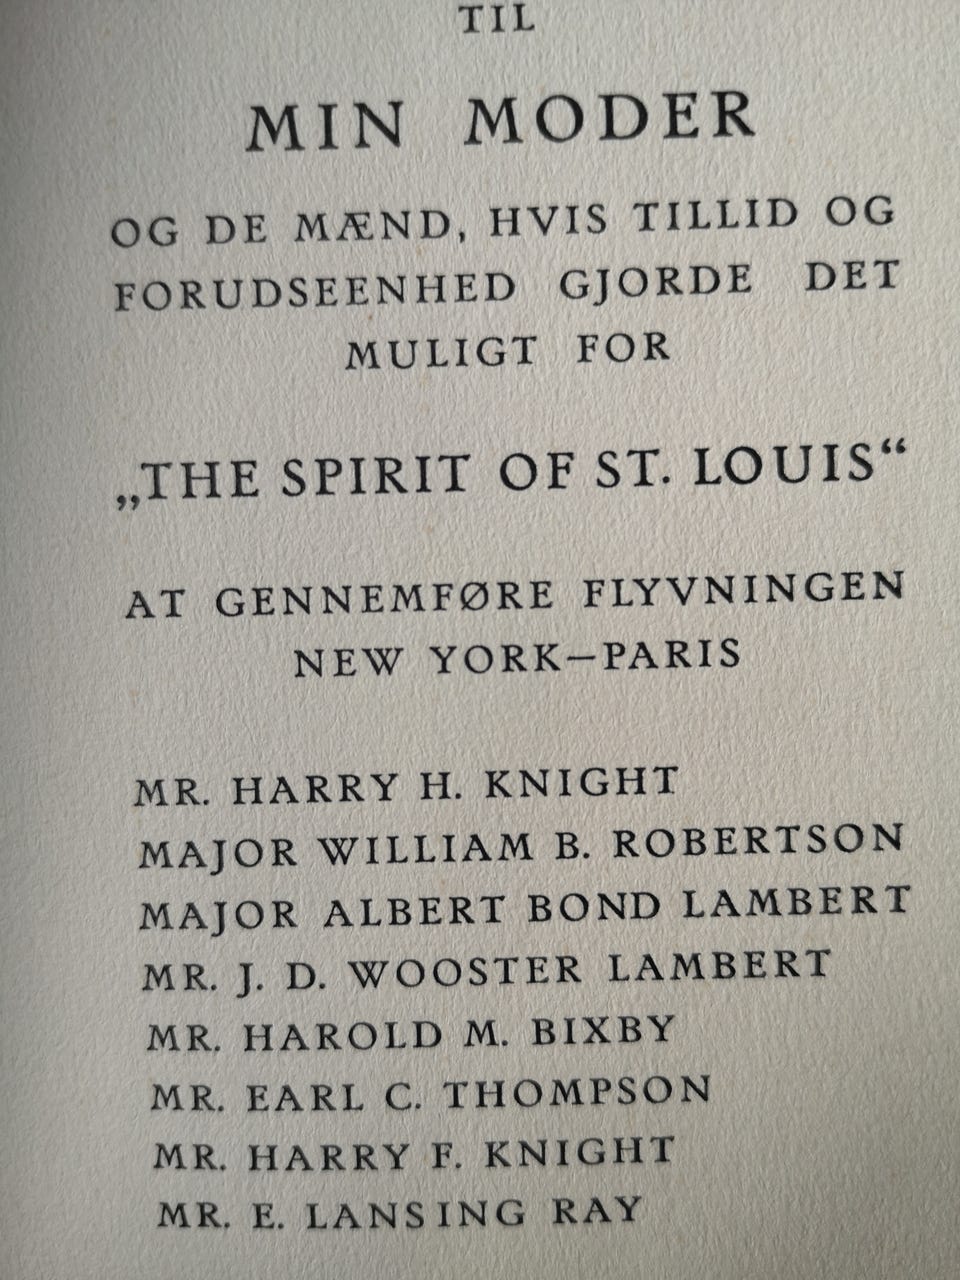 TIL
MIN MODER
OG DE MÆND, HVIS TILLID OG
FORUDSEENHED GJORDE DET
MULIGT FOR
„THE SPIRIT OF ST. LOUIS“
AT GENNEMFØRE FLYVNINGEN
NEW YORK—PARIS
MR. HARRY H. KNIGHT
MAJOR WILLIAM B. ROBERTSON
MAJOR ALBERT BOND LAMBERT
MR. J. D. WOOSTER LAMBERT
MR. HAROLD M. BIXBY
MR. EARL C. THOMPSON
MR. HARRY F. KNIGHT
MR. E. LANSING RAY